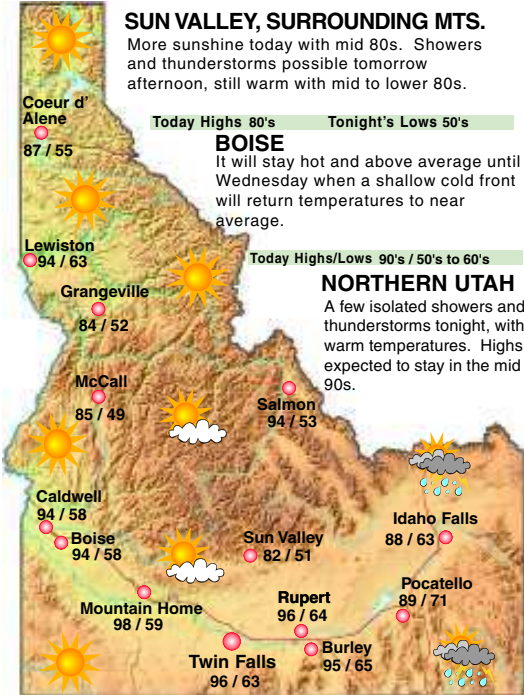 SUN VALLEY, SURROUNDING MTS.
More sunshine today with mid 80s. Showers
and thunderstorms possible tomorrow
afternoon, still warm with mid to lower 80s.
Today Highs 80's Tonight's Lows 50's
BOISE
It will stay hot and above average until
Wednesday when a shallow cold front
will return temperatures to near
average.
Today Highs/Lows 90's / 50's to 60's
NORTHERN UTAH
A few isolated showers and
thunderstorms tonight, with
warm temperatures. Highs
expected to stay in the mid
90s.
Coeur d'
Alene
87 / 55
Lewiston
94 / 63
Grangeville
84 / 52
McCall
85 / 49
Salmon
94 / 53
Caldwell
94 / 58
Boise
94 / 58
Sun Valley
82 / 51
Idaho Falls
88 / 63
Mountain Home
98 / 59
Rupert
96 / 64
Pocatello
89 / 71
Twin Falls
96 / 63
Burley
95 / 65